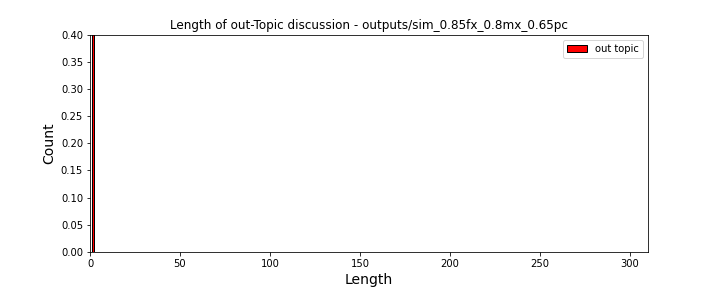 Length of out-Topic discussion - outputs/sim_0.85fx_0.8mx_0.65pc
0.40
out topic
0.35
0.30
0.25
Count
0.20
0.15
0.10
0.05
0.00
0 50 100 150 200 250 300
Length